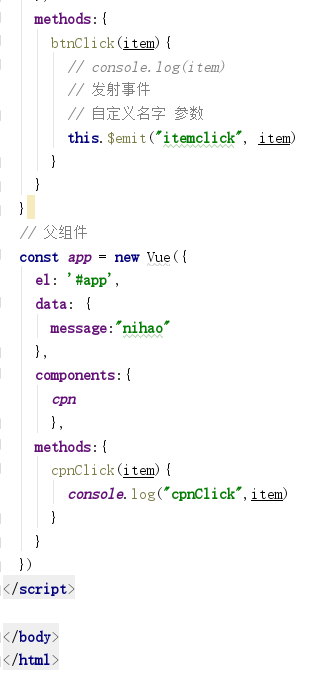 methods:{
btnClick(item){
// console.log(item)
// 发射事件
// 自定义名字 参数
this.$emit("itemclick", item)
}
}
}
// 父组件
const app = new Vue({
el: '#app',
data: {
message:"nihao"
},
components:{
cpn
},
methods:{
cpnClick(item){
console.log("cpnClick",item)
}
}
})
</script>
</body>
</html>